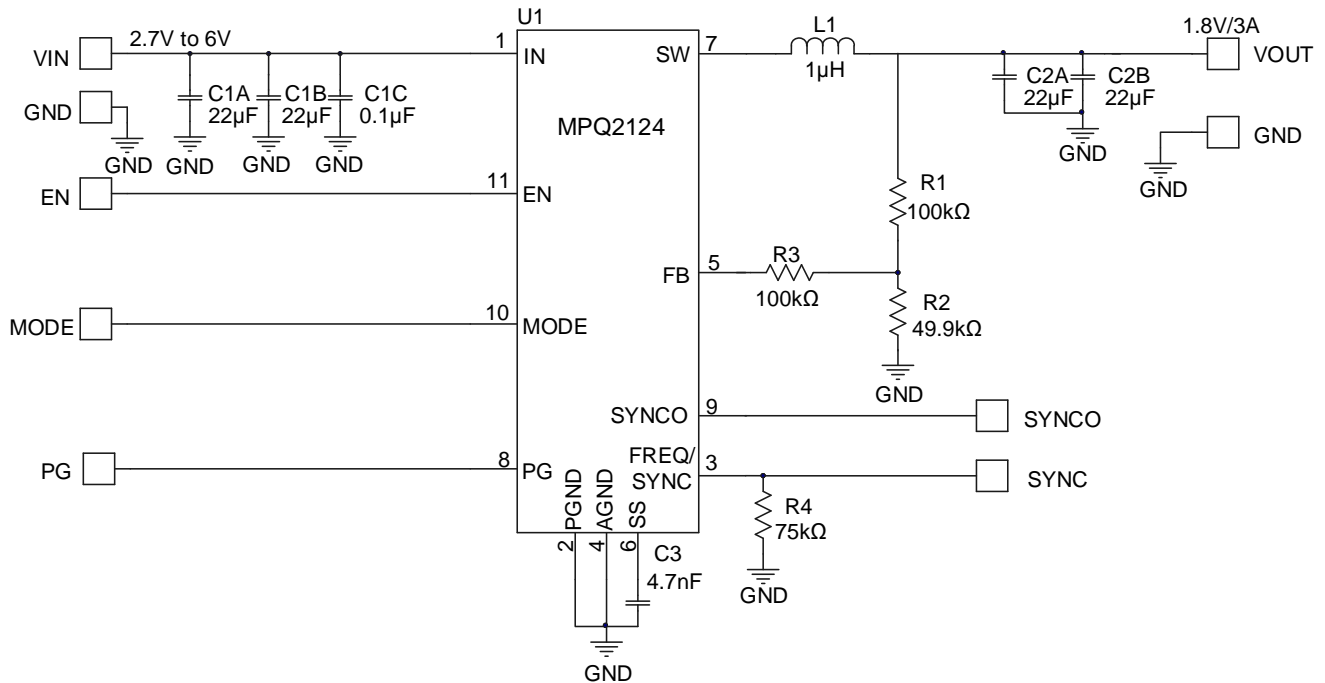 U1
2.7V to 6V
VIN
1
IN
SW
7
L1
1µH
1.8V/3A
VOUT
C1A
22µF
C1B
22µF
C1C
0.1µF
C2A
22µF
C2B
22µF
GND
GND
GND
GND
GND
MPQ2124
GND
GND
GND
EN
11
EN
R1
100kΩ
FB
5
R3
100kΩ
R2
49.9kΩ
GND
MODE
10
MODE
SYNCO
9
SYNCO
PG
8
PG
FREQ/
SYNC
3
SYNC
R4
75kΩ
GND
PGND
AGND
SS
2
4
6
C3
4.7nF
GND